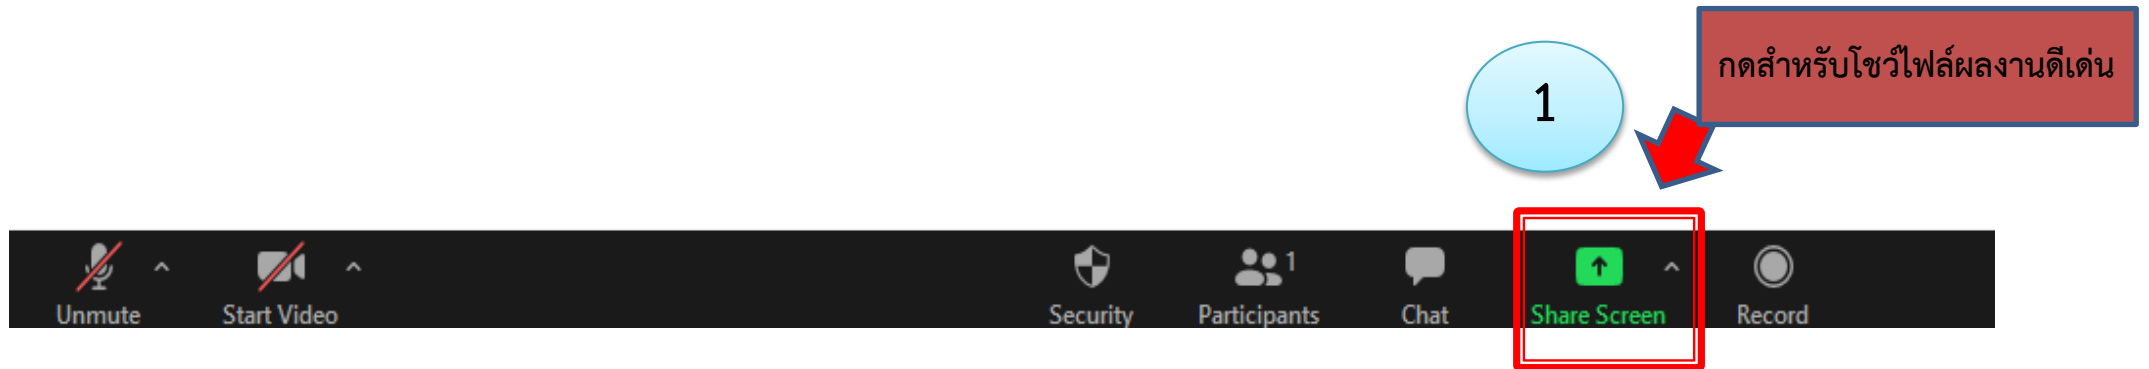 กดสำหรับโชว์ไฟล์ผลงานดีเด่น
1
Unmute
Start Video
Security
Participants 1
Chat
Share Screen
Record